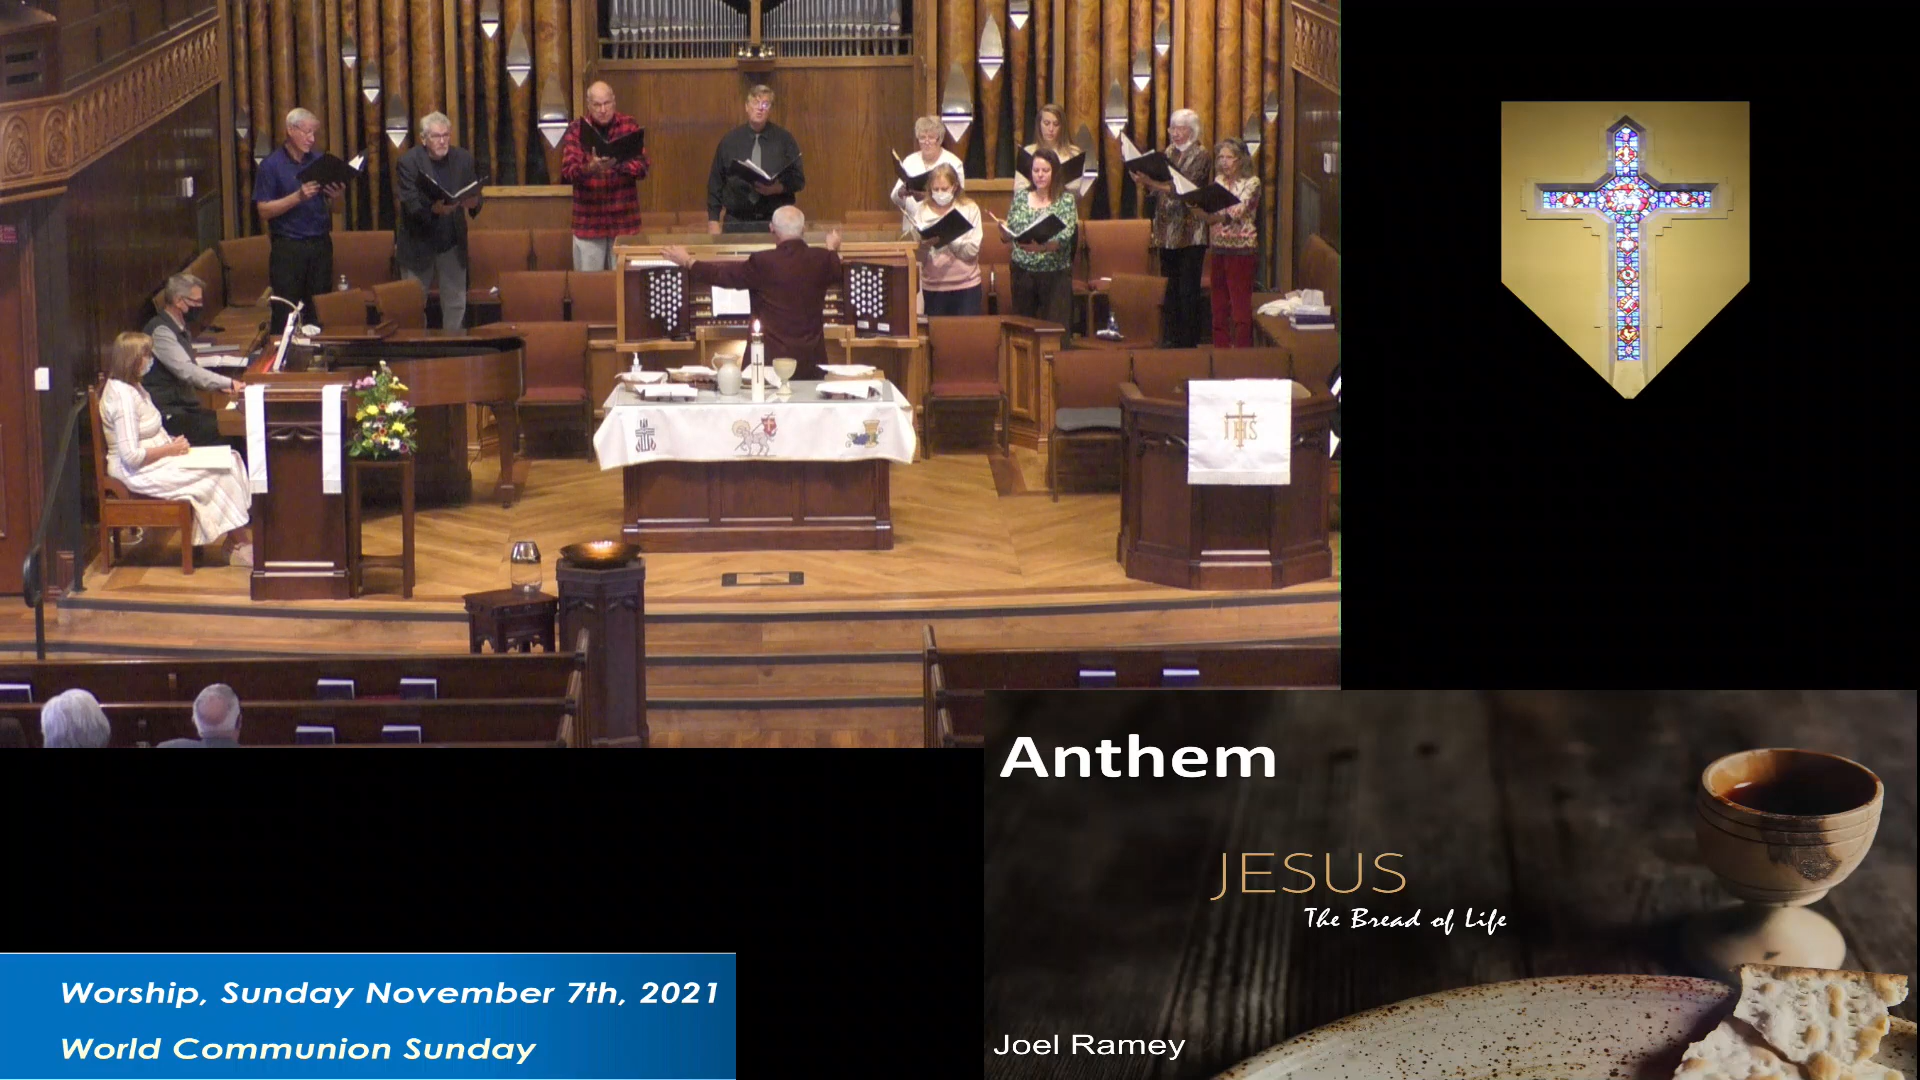 IHS
Anthem
JESUS
The Bread of Life
Joel Ramey
Worship, Sunday November 7th, 2021
World Communion Sunday